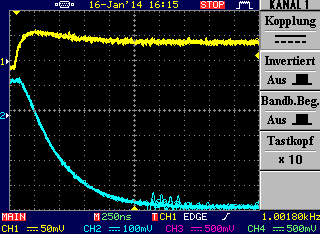 16-Jan'14 16:15 STOP KANAL 1
Kopplung
Invertiert
Aus
Bandb.Beg.
Aus
Tastkopf
x 10
1
2
MAIN M 250ns T CH1 EDGE 1.00180kHz
CH1 50mV CH2 100mV CH3 500mV CH4 500mV